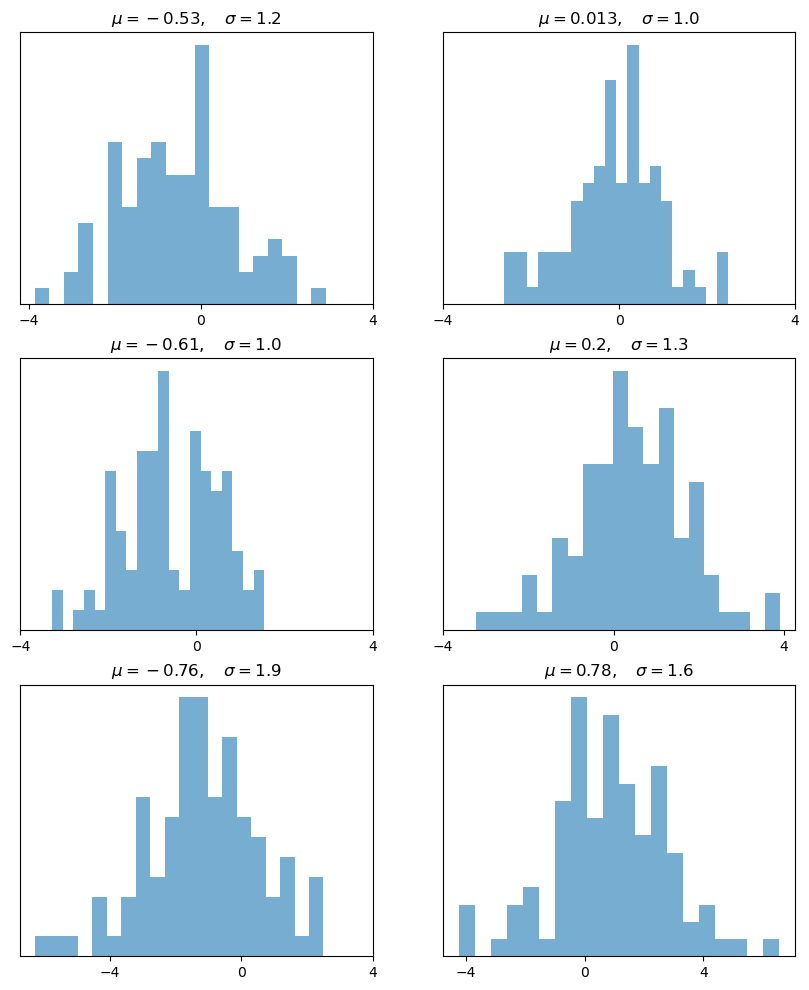 μ = −0.53, σ = 1.2
μ = 0.013, σ = 1.0
−4 0 4
−4 0 4
μ = −0.61, σ = 1.0
μ = 0.2, σ = 1.3
−4 0 4
−4 0 4
μ = −0.76, σ = 1.9
μ = 0.78, σ = 1.6
−4 0 4
−4 0 4